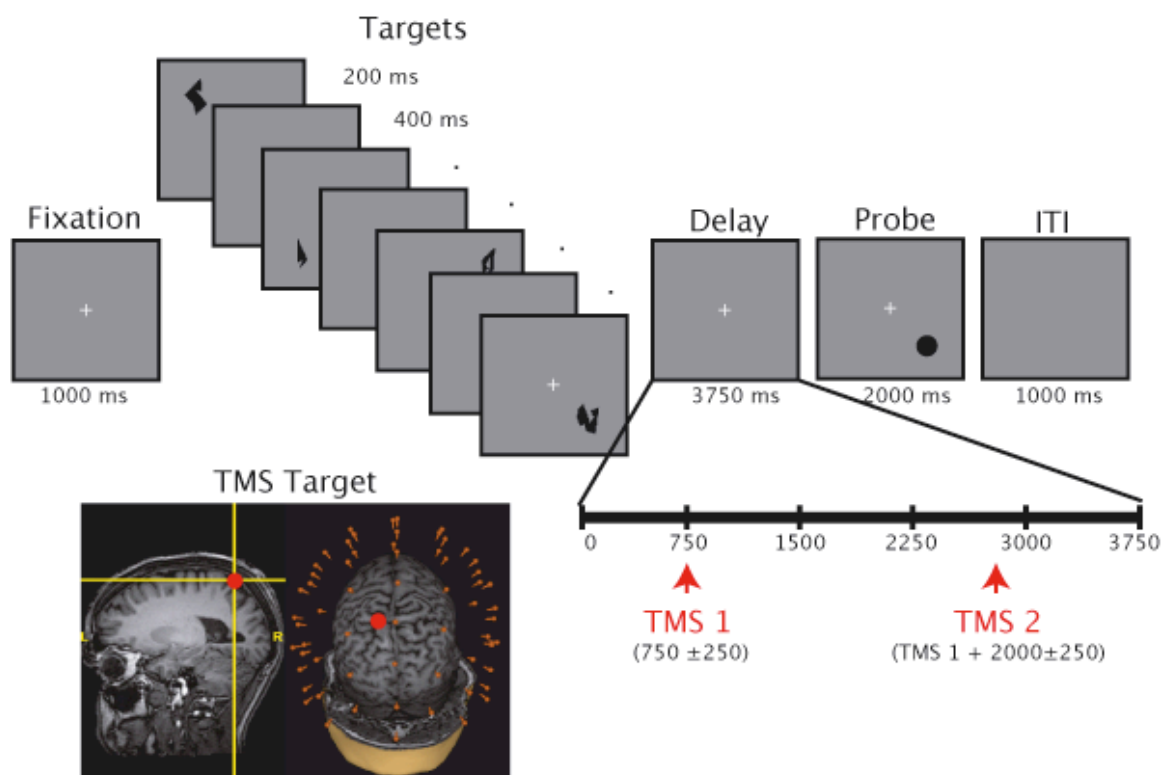 Targets
200 ms
400 ms
Fixation
1000 ms
Delay
3750 ms
Probe
2000 ms
ITI
1000 ms
TMS Target
L
R
0 750 1500 2250 3000 3750
TMS 1
(750 ±250)
TMS 2
(TMS 1 + 2000±250)